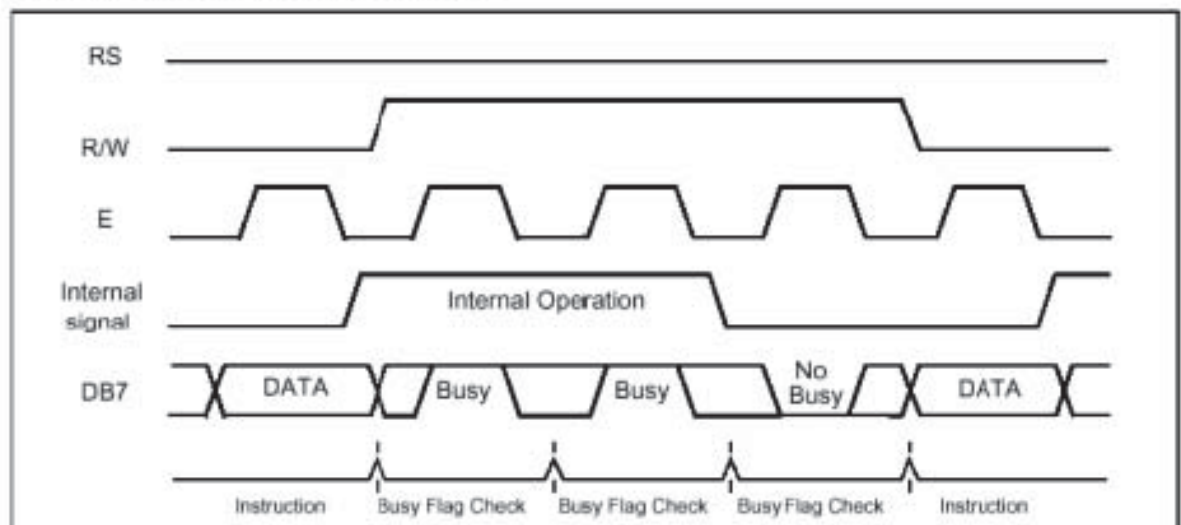 RS
R/W
E
Internal
signal
Internal Operation
DB7
DATA
Busy
Busy
No
Busy
DATA
Instruction
Busy Flag Check
Busy Flag Check
Busy Flag Check
Instruction